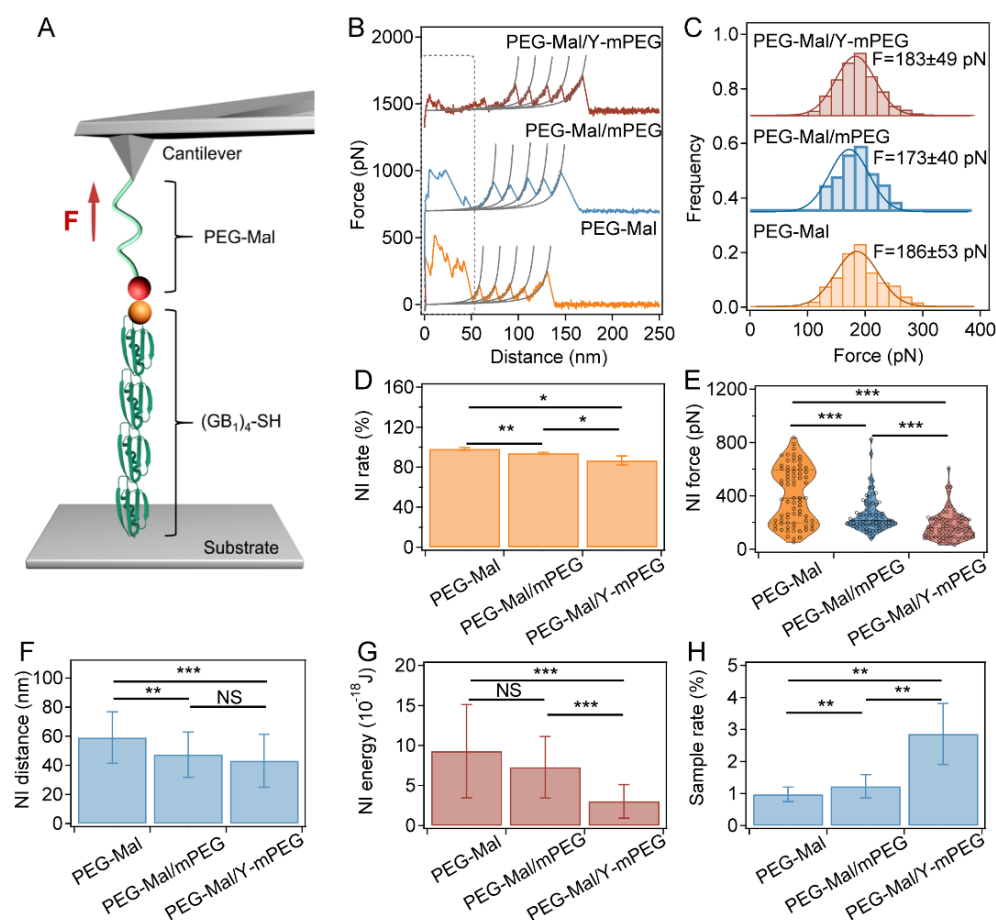 A
Cantilever
F
PEG-Mal
(GB₁)₄-SH
Substrate
B
2000
1500
1000
500
0
Force (pN)
PEG-Mal/Y-mPEG
PEG-Mal/mPEG
PEG-Mal
0 50 100 150 200 250
Distance (nm)
C
1.0
0.8
0.6
0.4
0.2
0.0
Frequency
PEG-Mal/Y-mPEG
F=183±49 pN
PEG-Mal/mPEG
F=173±40 pN
PEG-Mal
F=186±53 pN
0 100 200 300 400
Force (pN)
D
160
120
80
40
0
NI rate (%)
*
** *
PEG-Mal
PEG-Mal/mPEG
PEG-Mal/Y-mPEG
E
1200
800
400
0
NI force (pN)
***
*** ***
PEG-Mal
PEG-Mal/mPEG
PEG-Mal/Y-mPEG
F
100
80
60
40
20
0
NI distance (nm)
***
** NS
PEG-Mal
PEG-Mal/mPEG
PEG-Mal/Y-mPEG
G
20
15
10
5
0
NI energy (10⁻¹⁸J)
***
NS ***
PEG-Mal
PEG-Mal/mPEG
PEG-Mal/Y-mPEG
H
5
4
3
2
1
0
Sample rate (%)
**
** **
PEG-Mal
PEG-Mal/mPEG
PEG-Mal/Y-mPEG